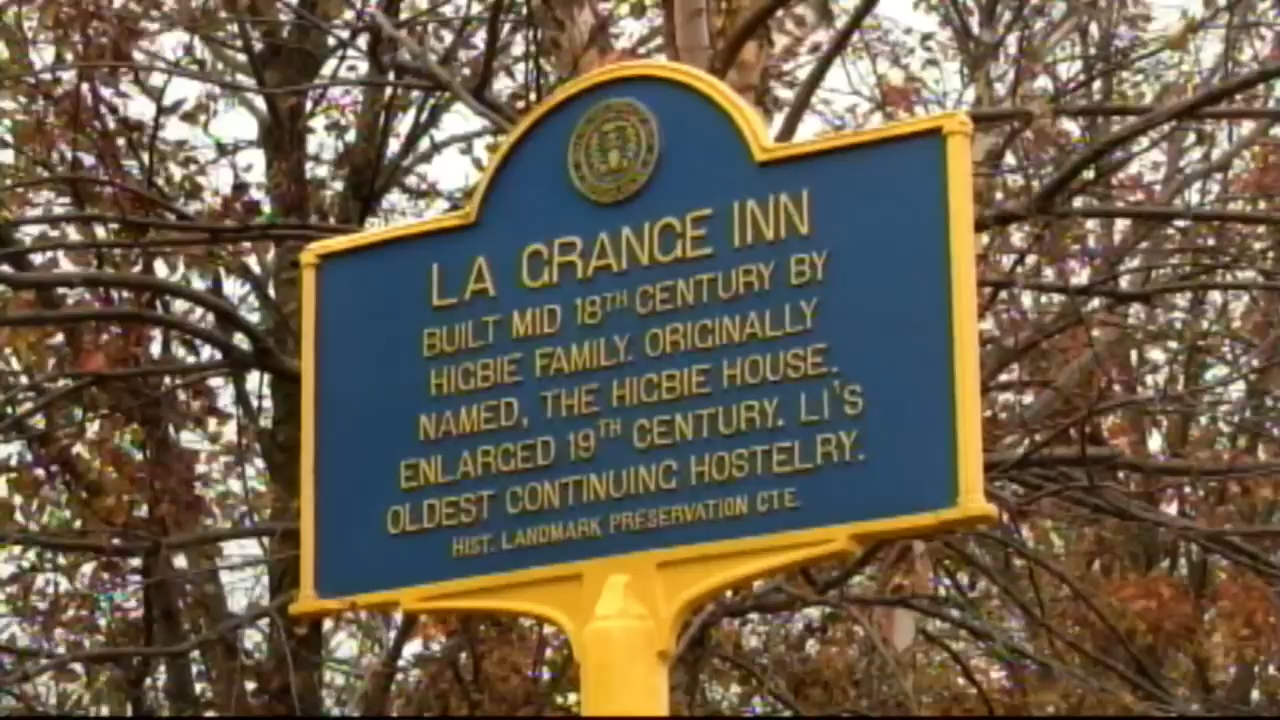 LA GRANGE INN
BUILT MID 18TH CENTURY BY
HIGBIE FAMILY. ORIGINALLY
NAMED, THE HIGBIE HOUSE.
ENLARGED 19TH CENTURY. LI'S
OLDEST CONTINUING HOSTELRY.
HIST. LANDMARK PRESERVATION CTE.